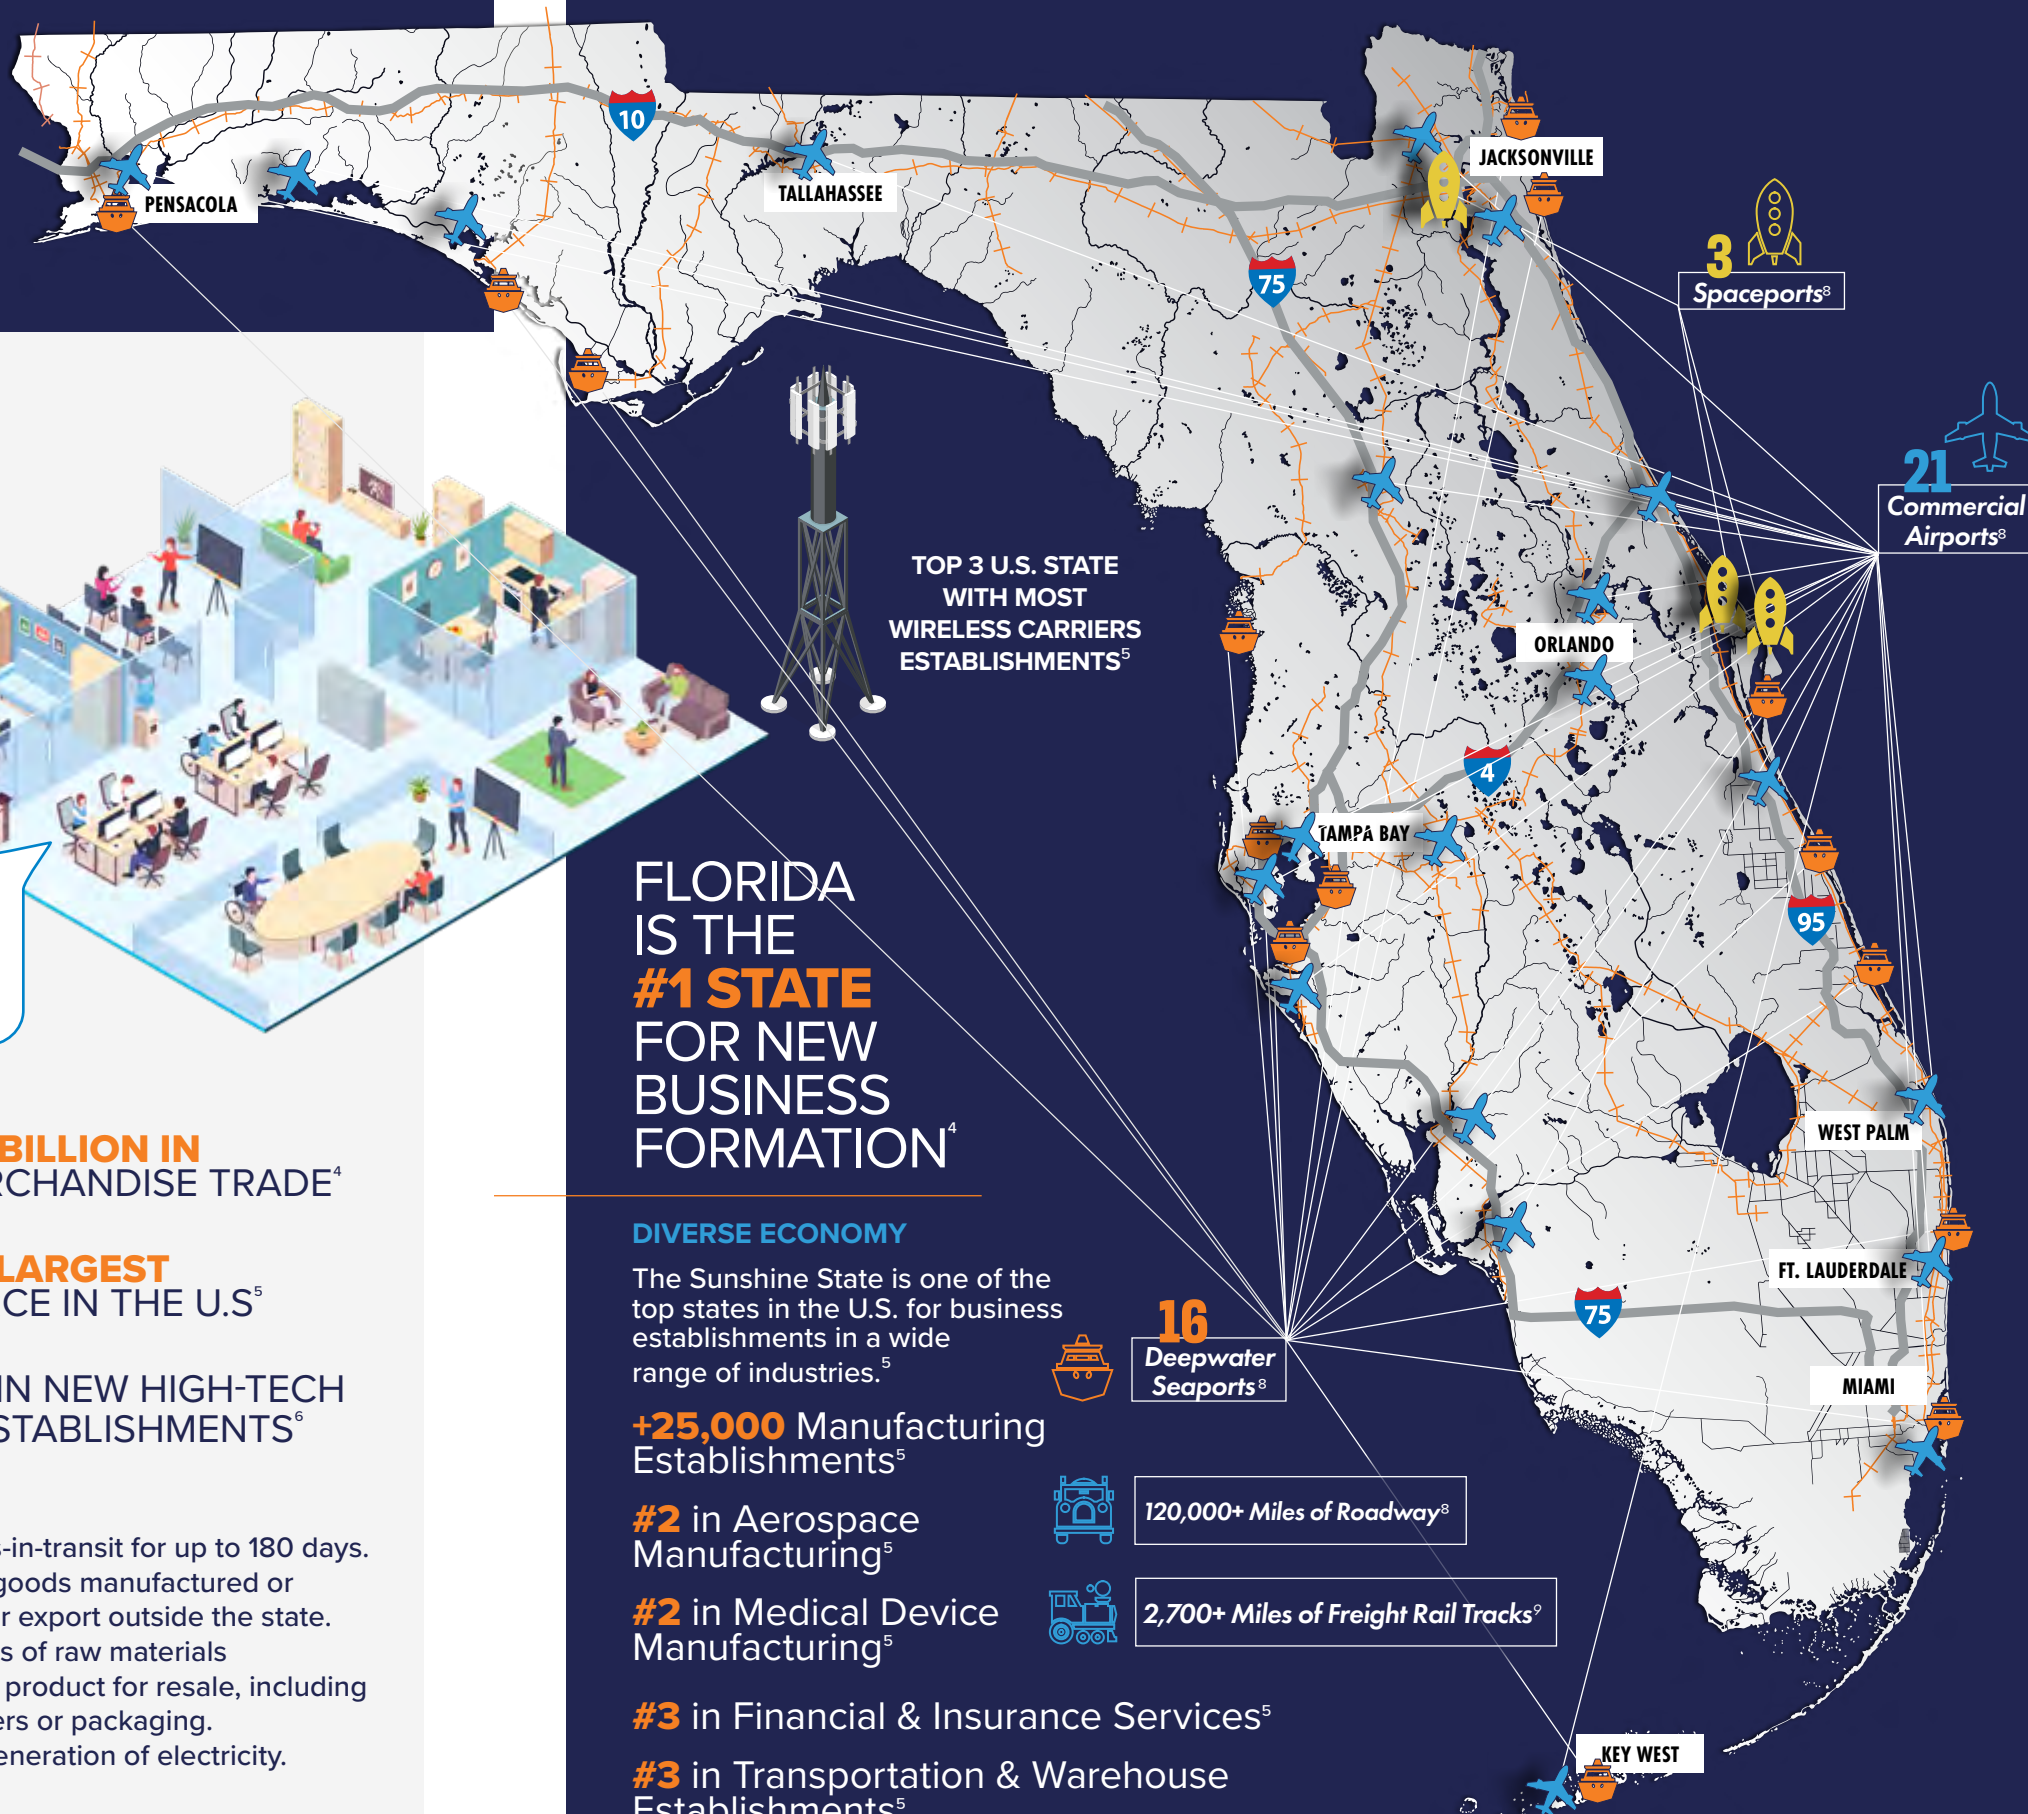 10
PENSACOLA
TALLAHASSEE
JACKSONVILLE
75
3
Spaceports⁸
21
Commercial
Airports⁸
TOP 3 U.S. STATE
WITH MOST
WIRELESS CARRIERS
ESTABLISHMENTS⁵
ORLANDO
4
TAMPA BAY
95
WEST PALM
FT. LAUDERDALE
75
MIAMI
KEY WEST
BILLION IN
RCHANDISE TRADE⁴
LARGEST
CE IN THE U.S⁵
IN NEW HIGH-TECH
STABLISHMENTS⁶
s-in-transit for up to 180 days.
goods manufactured or
r export outside the state.
s of raw materials
product for resale, including
ers or packaging.
eneration of electricity.
FLORIDA
IS THE
#1 STATE
FOR NEW
BUSINESS
FORMATION⁴
DIVERSE ECONOMY
The Sunshine State is one of the
top states in the U.S. for business
establishments in a wide
range of industries.⁵
+25,000 Manufacturing
Establishments⁵
#2 in Aerospace
Manufacturing⁵
#2 in Medical Device
Manufacturing⁵
#3 in Financial & Insurance Services⁵
#3 in Transportation & Warehouse
Establishments⁵
16
Deepwater
Seaports⁸
120,000+ Miles of Roadway⁸
2,700+ Miles of Freight Rail Tracks⁹